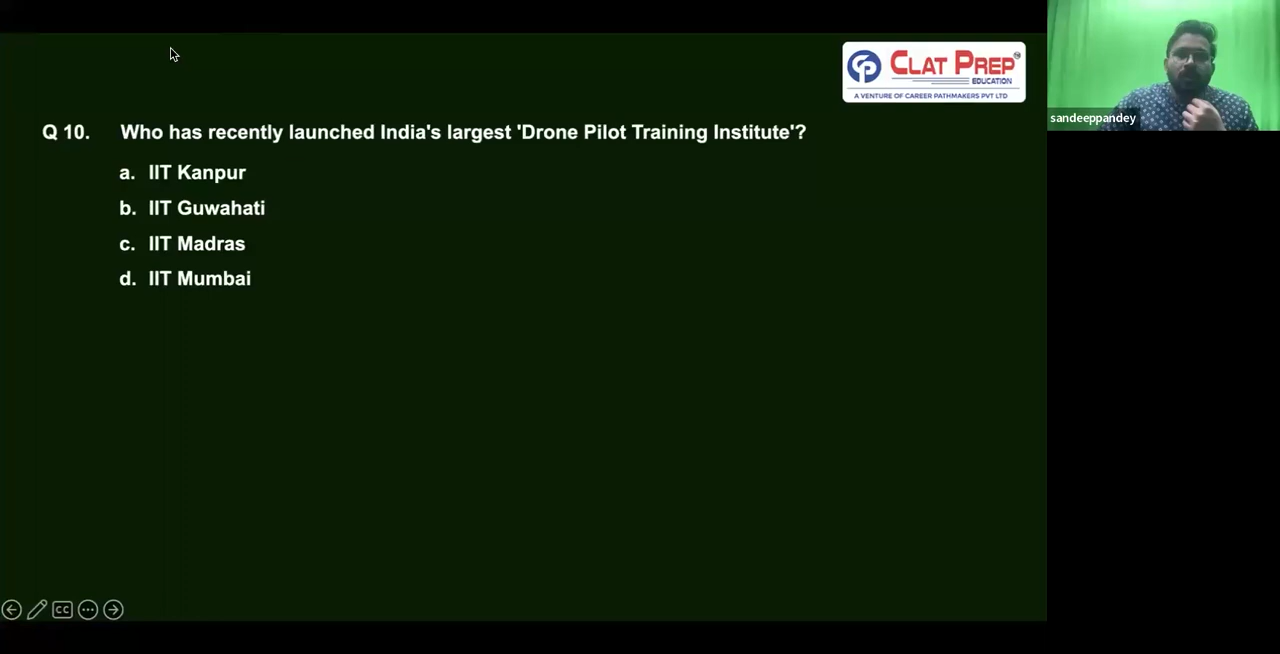 CLAT PREP
EDUCATION
A VENTURE OF CAREER PATHMAKERS PVT LTD
sandeeppandey
Q 10. Who has recently launched India's largest 'Drone Pilot Training Institute'?
a. IIT Kanpur
b. IIT Guwahati
c. IIT Madras
d. IIT Mumbai
CC